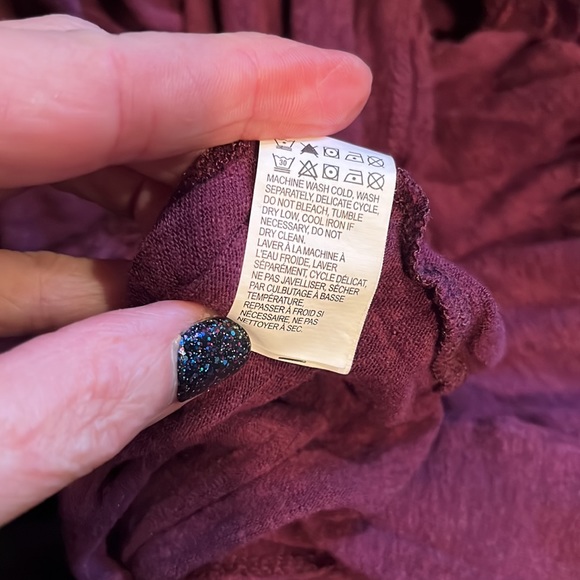 30
MACHINE WASH COLD, WASH
SEPARATELY, DELICATE CYCLE,
DO NOT BLEACH, TUMBLE
DRY LOW, COOL IRON IF
NECESSARY, DO NOT
DRY CLEAN.
LAVER À LA MACHINE À
L'EAU FROIDE, LAVER
SÉPARÉMENT, CYCLE DÉLICAT,
NE PAS JAVELLISER, SÉCHER
PAR CULBUTAGE À BASSE
TEMPÉRATURE.
REPASSER À FROID SI
NÉCESSAIRE, NE PAS
NETTOYER À SEC.